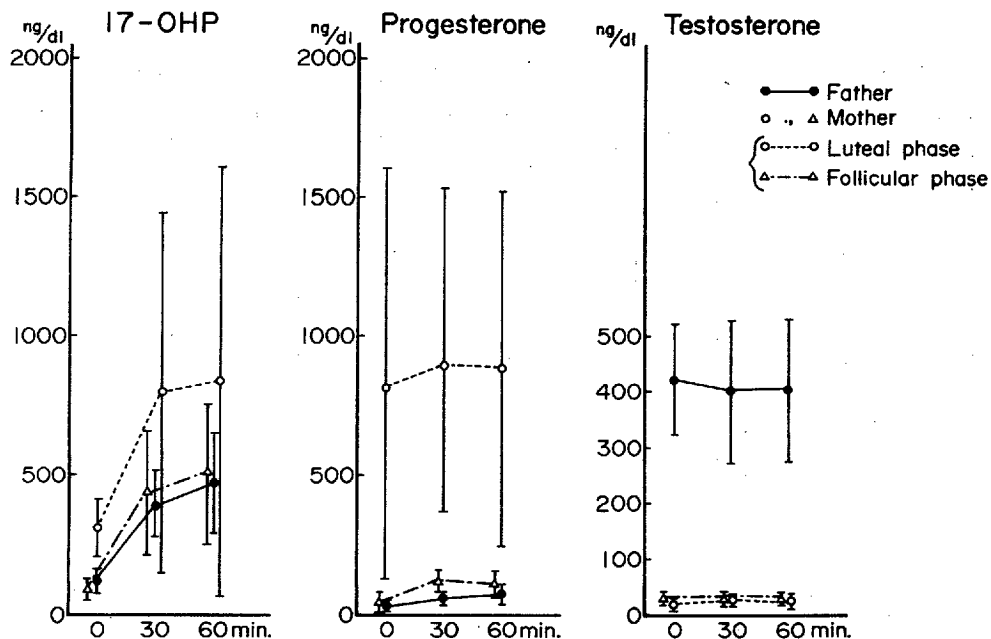 17-OHP
ng/dl
2000
1500
1000
500
0
0 30 60 min.
Progesterone
ng/dl
2000
1500
1000
500
0
0 30 60 min.
Testosterone
ng/dl
500
400
300
200
100
0
0 30 60 min.
Father
., Mother
Luteal phase
Follicular phase